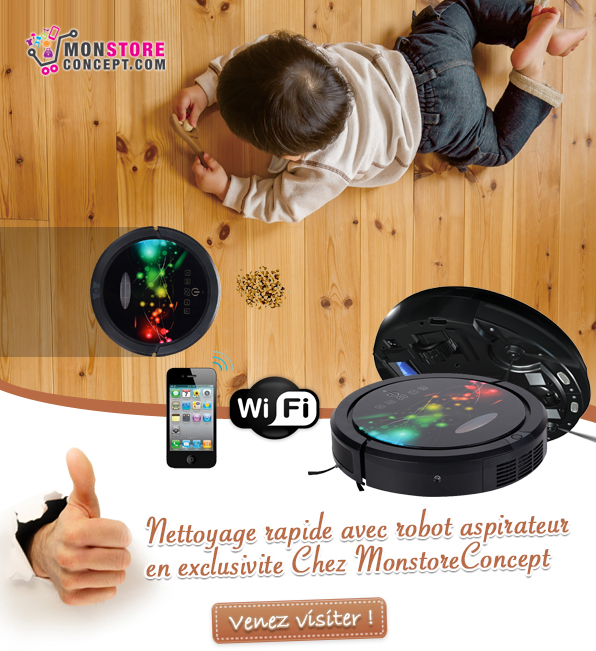 MONSTORE
CONCEPT.COM
Wi Fi
Nettoyage rapide avec robot aspirateur
en exclusivite Chez MonstoreConcept
Venez visiter !